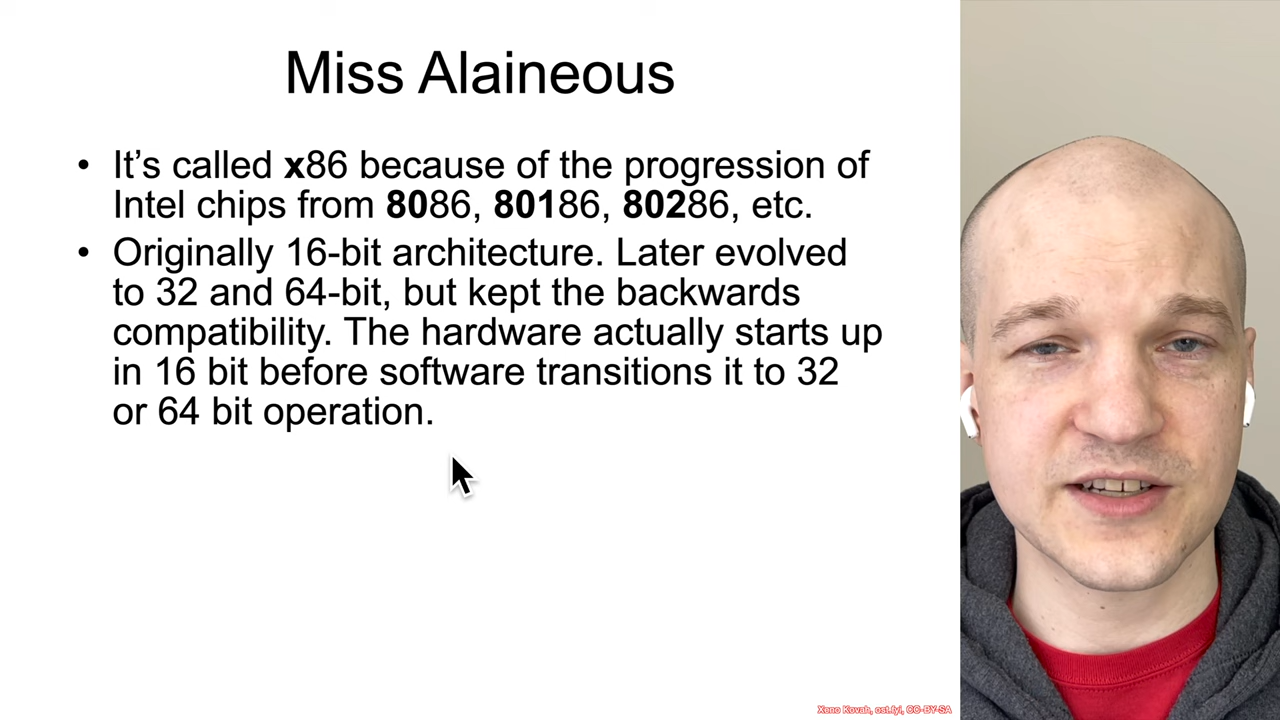 Miss Alaineous
• It’s called x86 because of the progression of
Intel chips from 8086, 80186, 80286, etc.
• Originally 16-bit architecture. Later evolved
to 32 and 64-bit, but kept the backwards
compatibility. The hardware actually starts up
in 16 bit before software transitions it to 32
or 64 bit operation.
Xeno Kovah, ost.fyi, CC-BY-SA